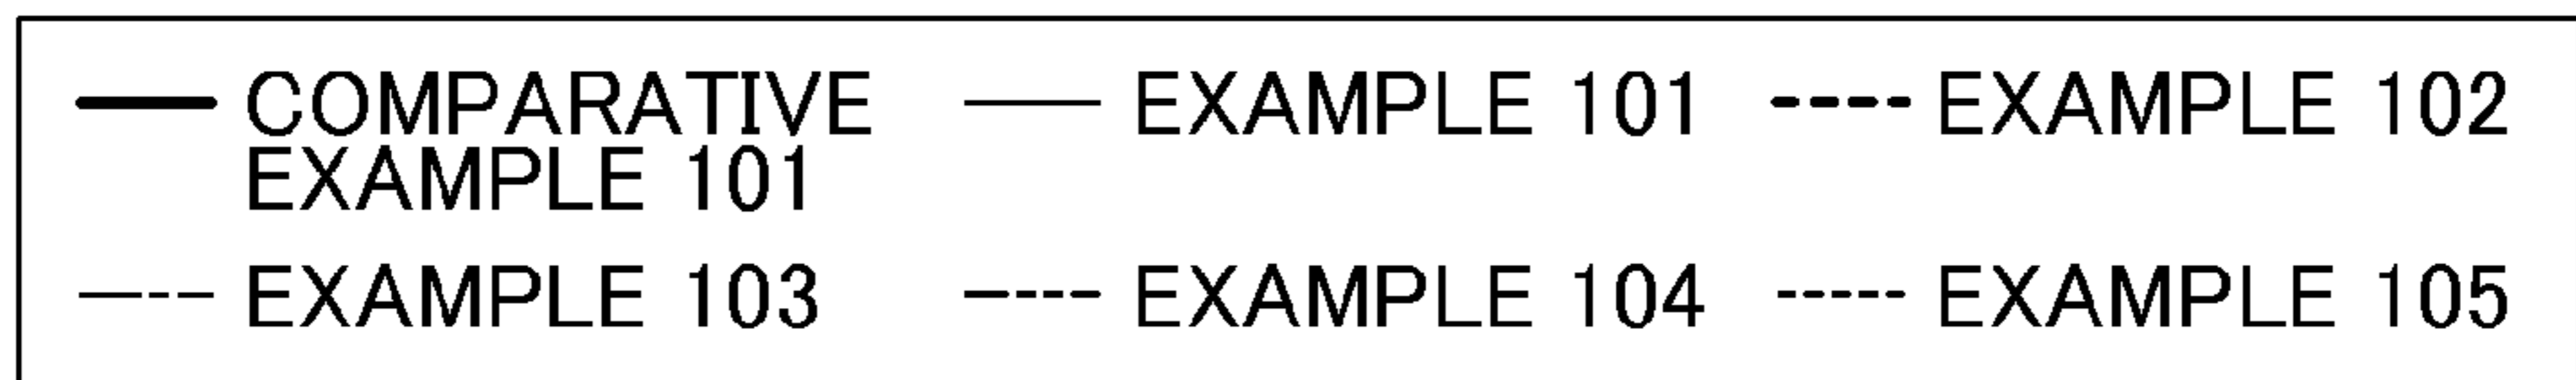 COMPARATIVE EXAMPLE 101
EXAMPLE 101
EXAMPLE 102
EXAMPLE 103
EXAMPLE 104
EXAMPLE 105